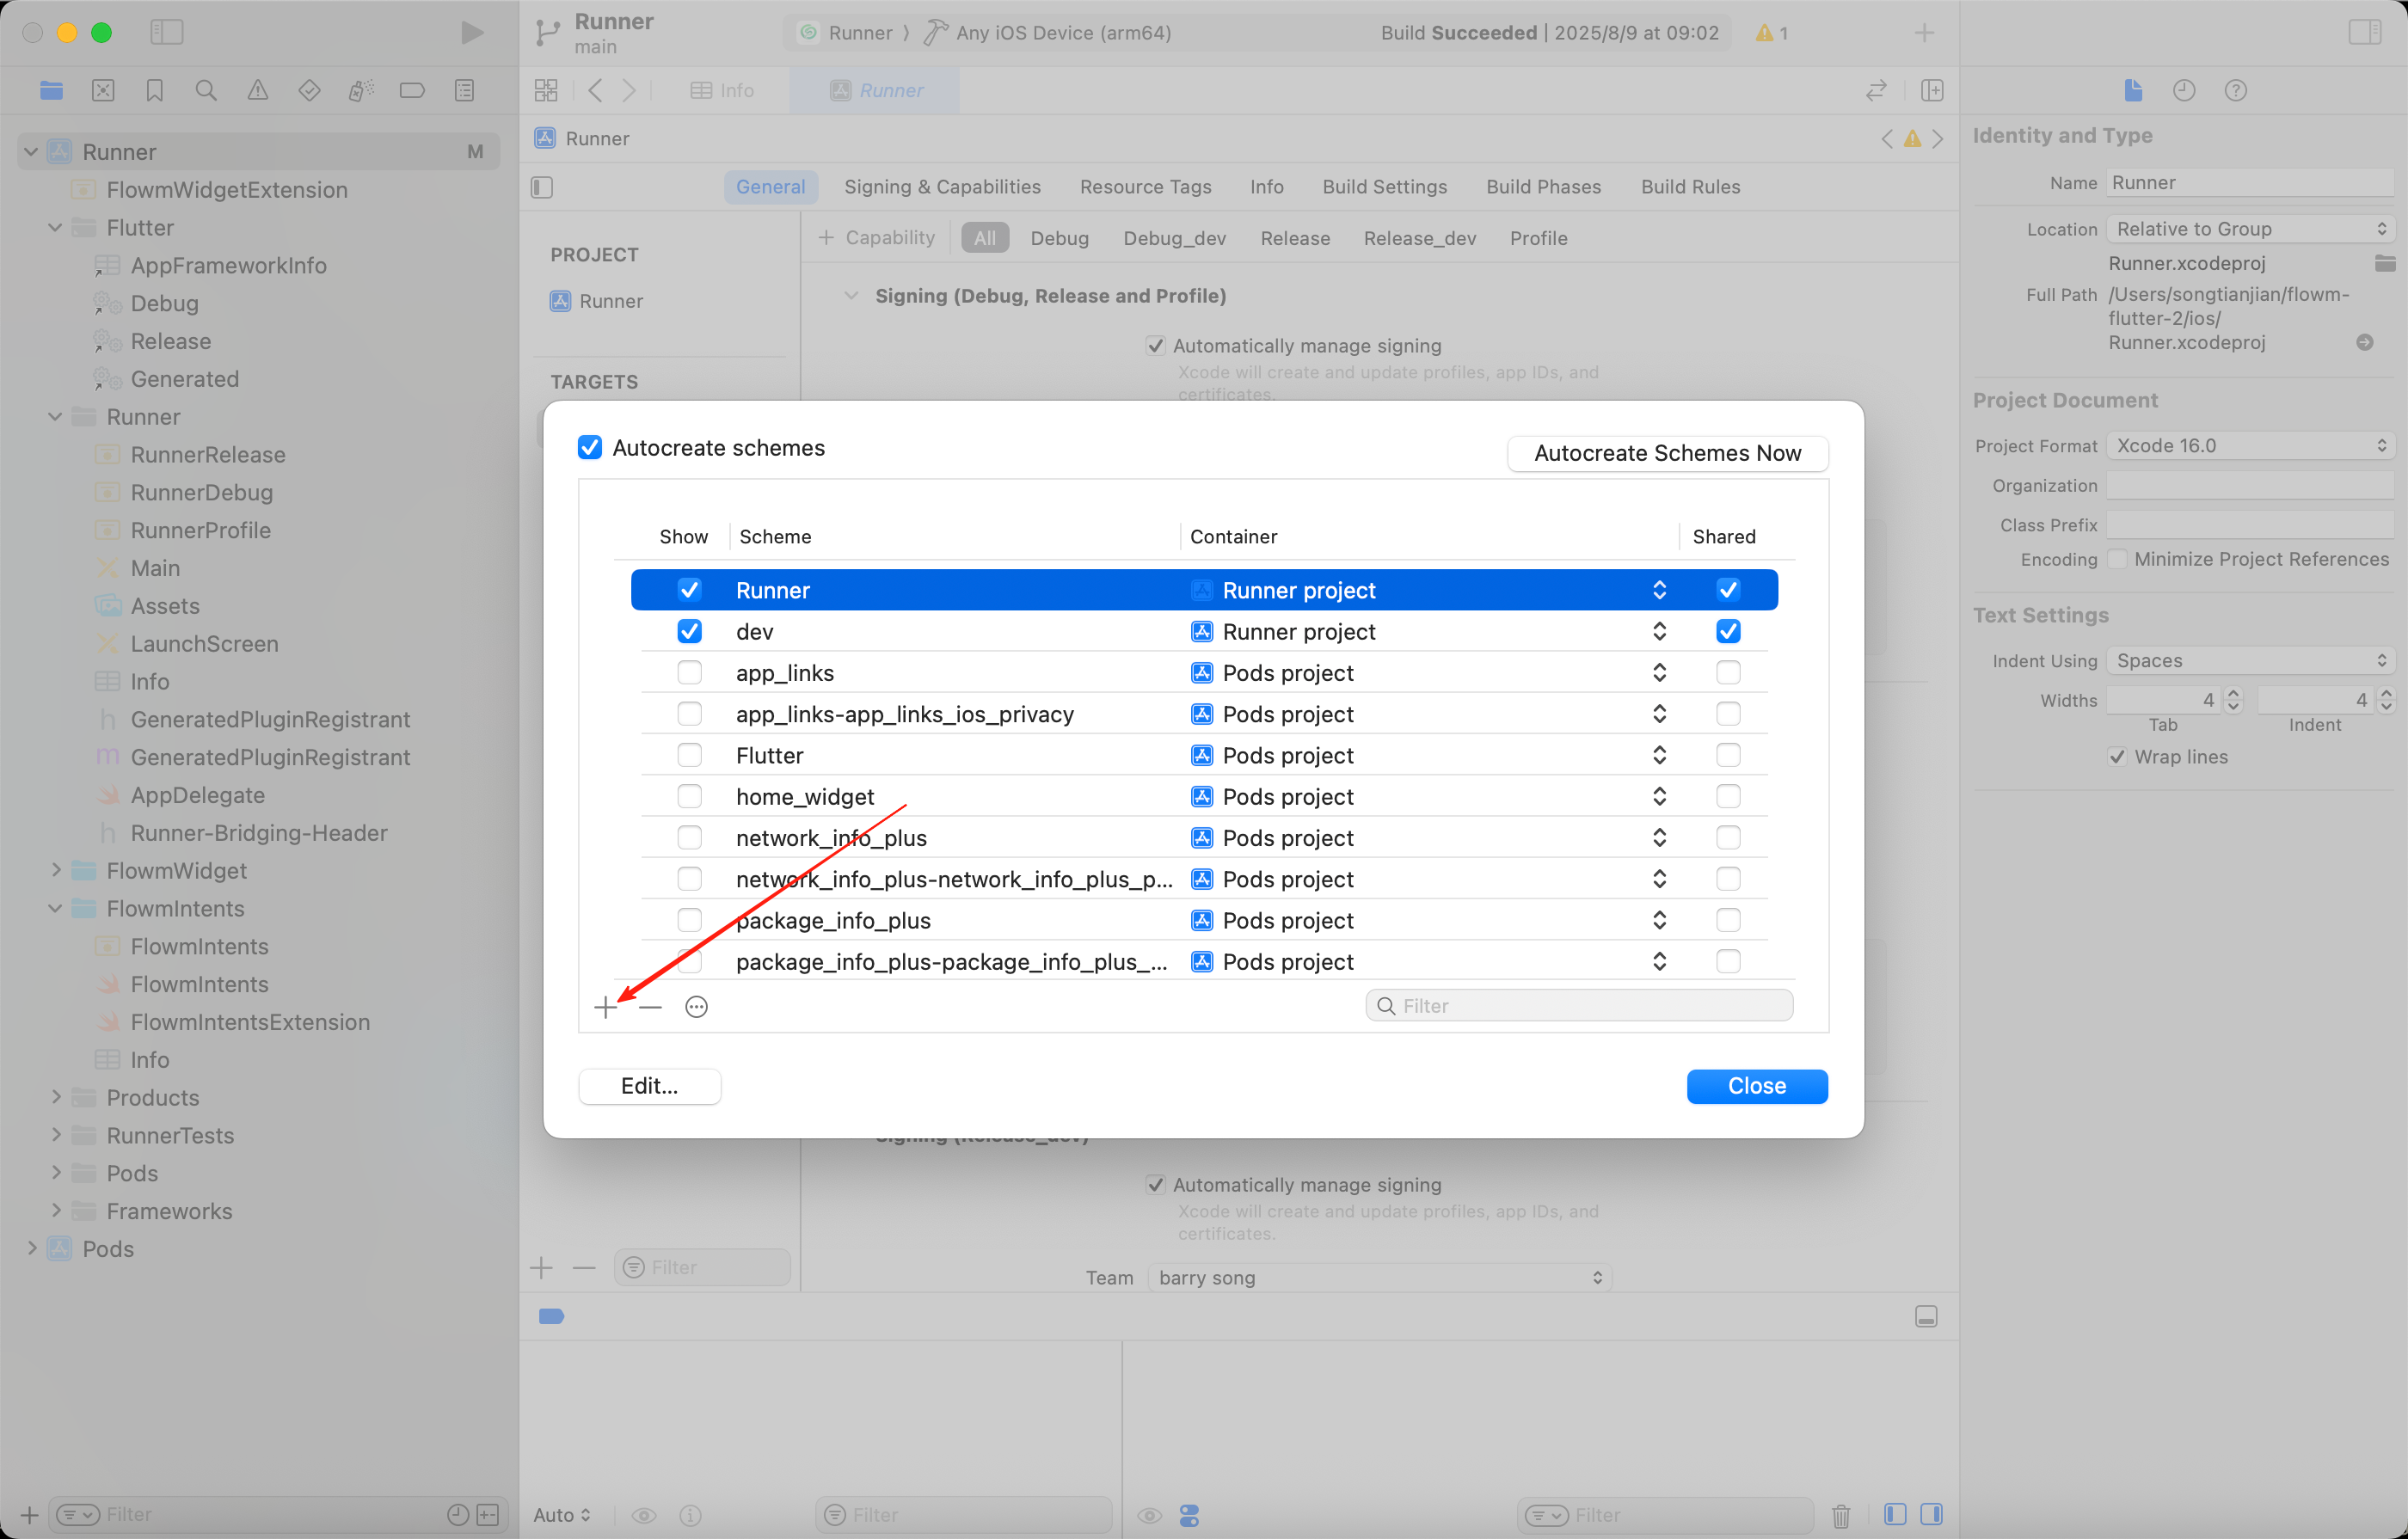 Runner
main
Runner 〉 Any iOS Device (arm64)
Build Succeeded | 2025/8/9 at 09:02
1
Info
Runner
Runner
M
FlowmWidgetExtension
Flutter
AppFrameworkInfo
Debug
Release
Generated
Runner
RunnerRelease
RunnerDebug
RunnerProfile
Main
Assets
LaunchScreen
Info
GeneratedPluginRegistrant
GeneratedPluginRegistrant
AppDelegate
Runner-Bridging-Header
FlowmWidget
FlowmIntents
FlowmIntents
FlowmIntents
FlowmIntentsExtension
Info
Products
RunnerTests
Pods
Frameworks
Pods
Filter
Runner
General
Signing & Capabilities
Resource Tags
Info
Build Settings
Build Phases
Build Rules
PROJECT
Runner
TARGETS
Filter
+ Capability
All
Debug
Debug_dev
Release
Release_dev
Profile
Signing (Debug, Release and Profile)
Automatically manage signing
Xcode will create and update profiles, app IDs, and
certificates.
Autocreate schemes
Autocreate Schemes Now
Show Scheme Container Shared
Runner Runner project
dev Runner project
app_links Pods project
app_links-app_links_ios_privacy Pods project
Flutter Pods project
home_widget Pods project
network_info_plus Pods project
network_info_plus-network_info_plus_p... Pods project
package_info_plus Pods project
package_info_plus-package_info_plus_... Pods project
Filter
Edit...
Close
Signing (Release_dev)
Automatically manage signing
Xcode will create and update profiles, app IDs, and
certificates.
Team barry song
Auto
Filter
Filter
Identity and Type
Name Runner
Location Relative to Group
Runner.xcodeproj
Full Path /Users/songtianjian/flowm-
flutter-2/ios/
Runner.xcodeproj
Project Document
Project Format Xcode 16.0
Organization
Class Prefix
Encoding Minimize Project References
Text Settings
Indent Using Spaces
Widths 4 4
Tab Indent
Wrap lines